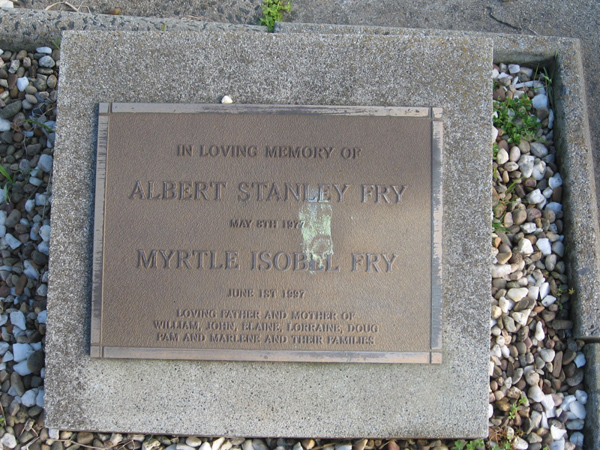 IN LOVING MEMORY OF
ALBERT STANLEY FRY
MAY 8TH 1977
MYRTLE ISOBEL FRY
JUNE 1ST 1997
LOVING FATHER AND MOTHER OF
WILLIAM, JOHN, ELAINE, LORRAINE, DOUG
PAM AND MARLENE AND THEIR FAMILIES